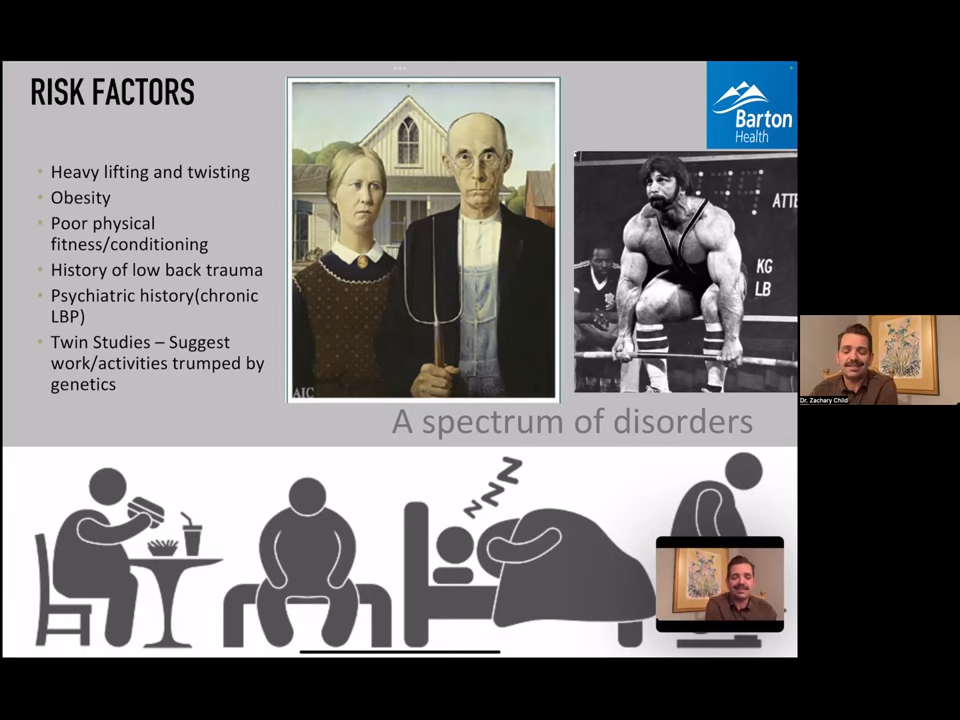 RISK FACTORS
Barton
Health
Heavy lifting and twisting
Obesity
Poor physical
fitness/conditioning
History of low back trauma
Psychiatric history(chronic
LBP)
Twin Studies – Suggest
work/activities trumped by
genetics
AIC
ATTE
KG
LB
A spectrum of disorders
z z Z Z
Dr. Zachary Child